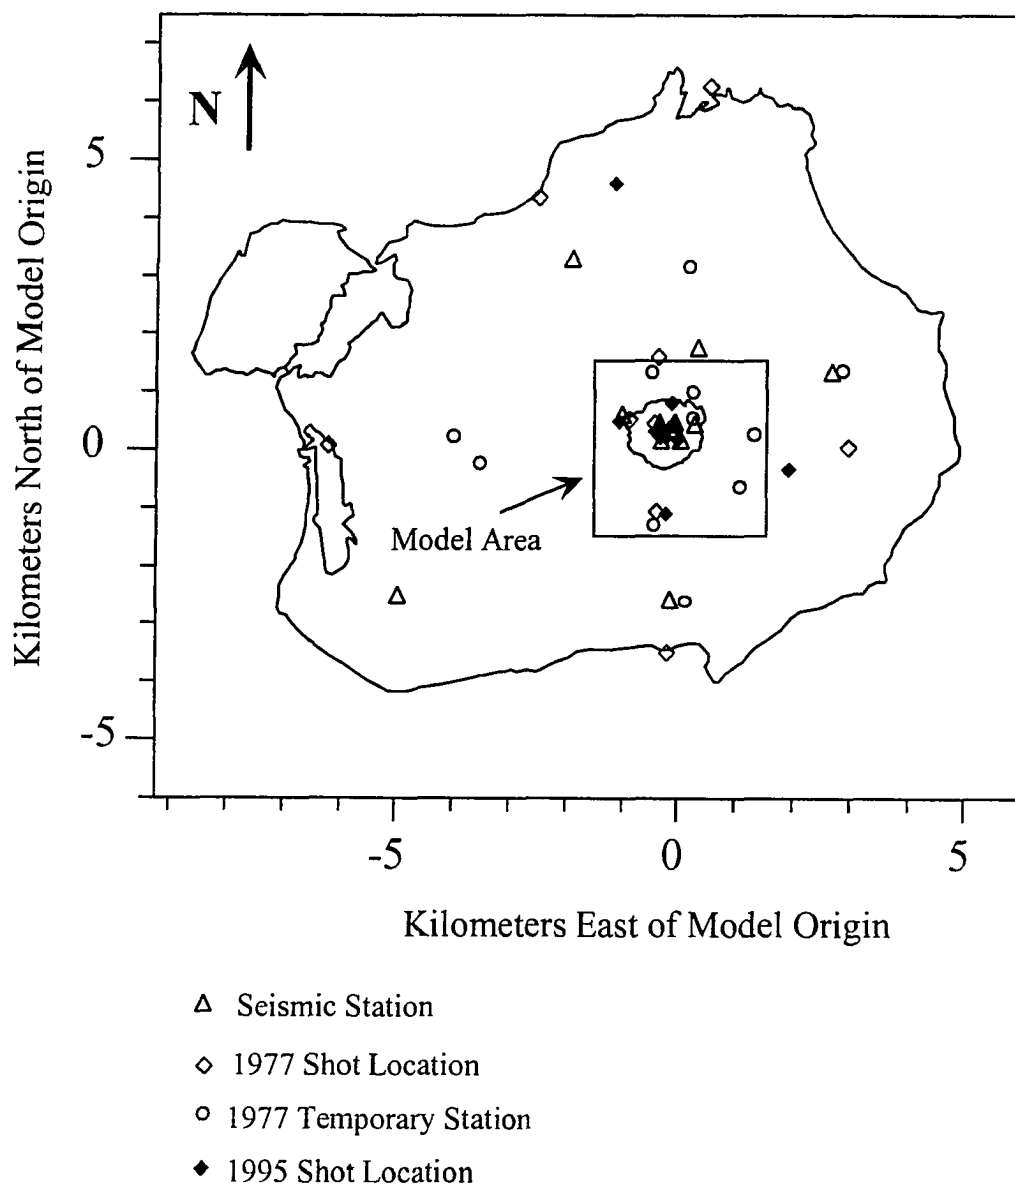 N
5
0
-5
Kilometers North of Model Origin
Model Area
-5
0
5
Kilometers East of Model Origin
Seismic Station
1977 Shot Location
1977 Temporary Station
1995 Shot Location